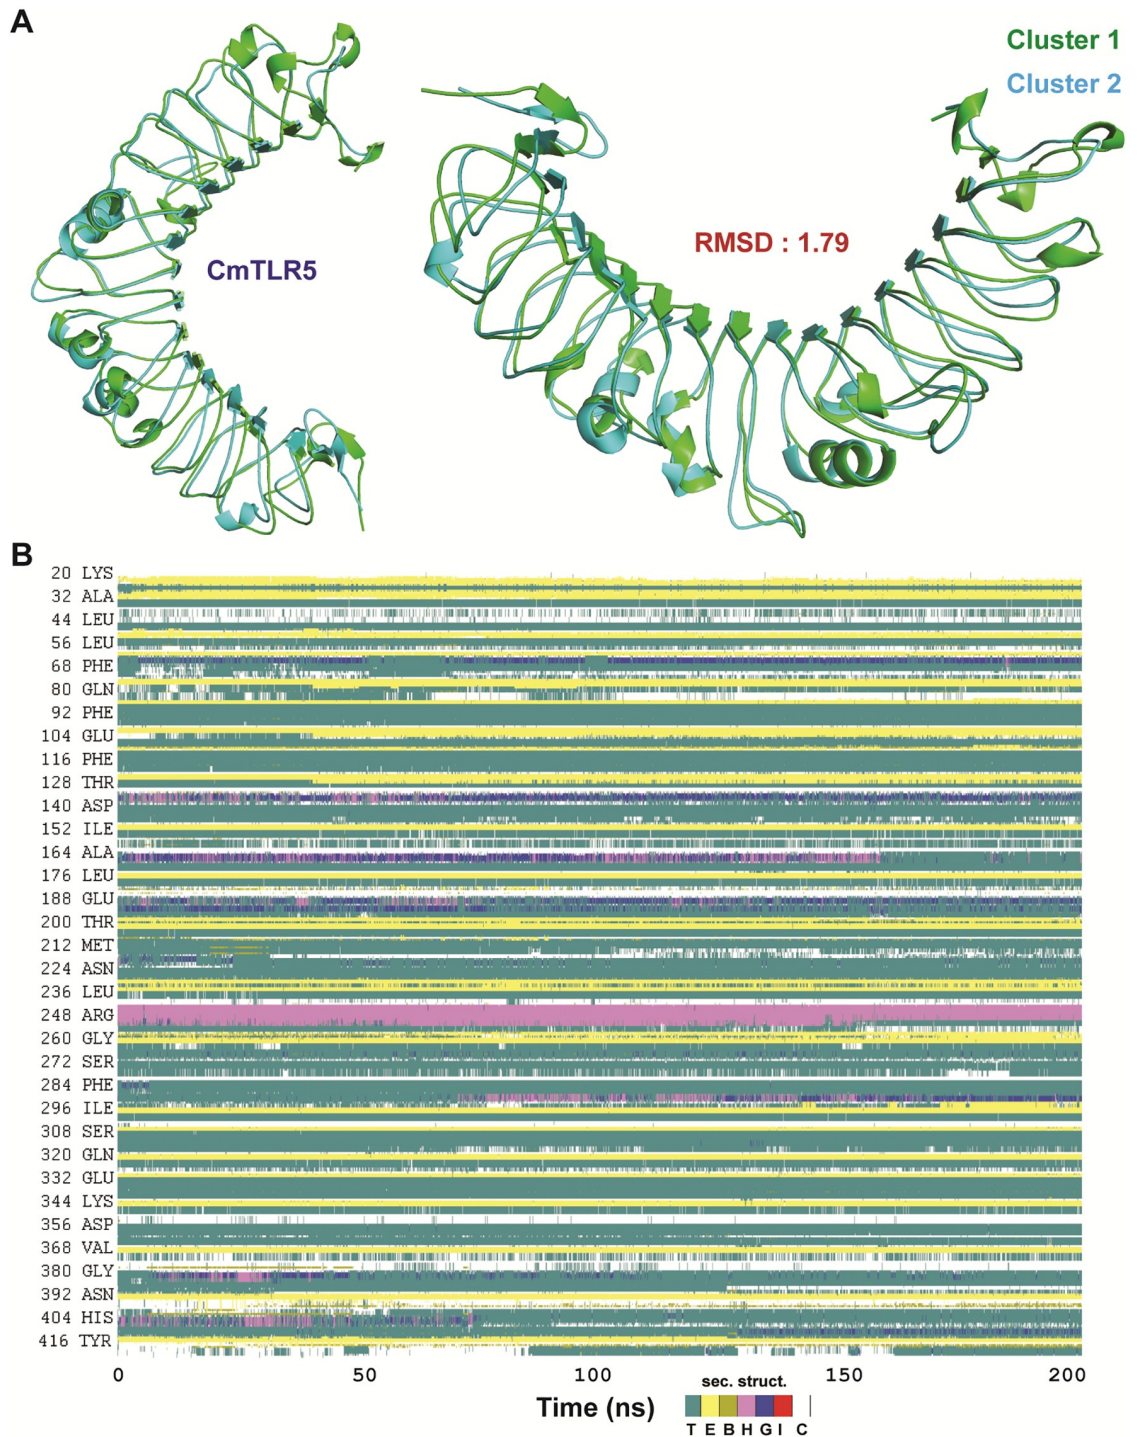 A
Cluster 1
Cluster 2
RMSD : 1.79
CmTLR5
B
20 LYS
32 ALA
44 LEU
56 LEU
68 PHE
80 GLN
92 PHE
104 GLU
116 PHE
128 THR
140 ASP
152 ILE
164 ALA
176 LEU
188 GLU
200 THR
212 MET
224 ASN
236 LEU
248 ARG
260 GLY
272 SER
284 PHE
296 ILE
308 SER
320 GLN
332 GLU
344 LYS
356 ASP
368 VAL
380 GLY
392 ASN
404 HIS
416 TYR
0 50 100 150 200
sec. struct.
Time (ns)
T E B H G I C